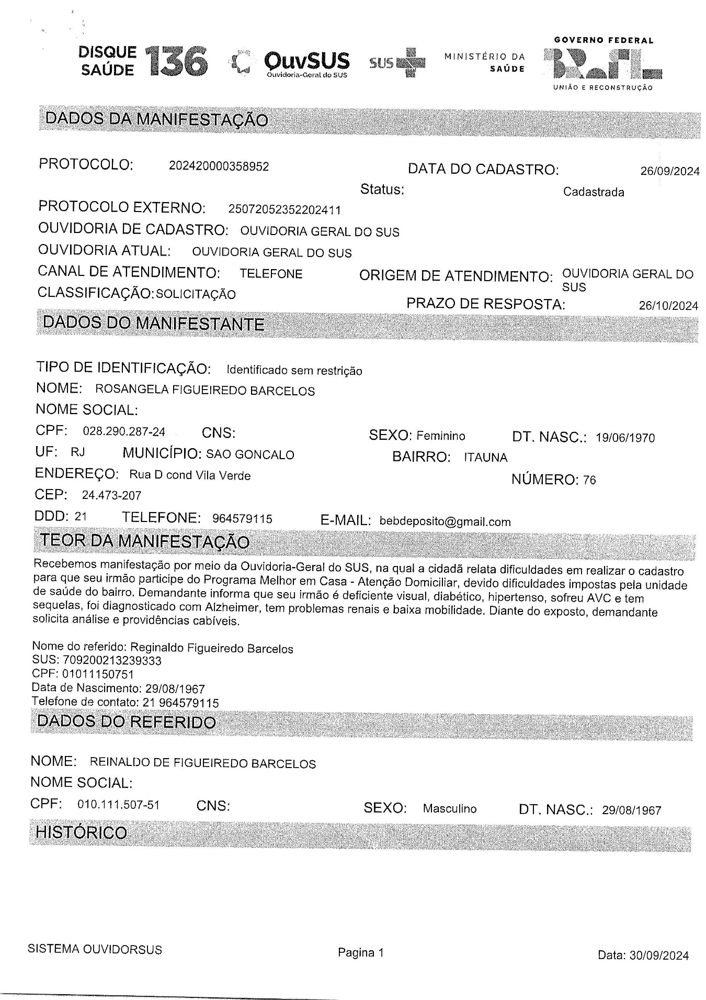 GOVERNO FEDERAL
DISQUE SAÚDE 136 OuvSUS SUS MINISTÉRIO DA SAÚDE BRASIL
Ouvidoria-Geral do SUS
UNIÃO E RECONSTRUÇÃO
DADOS DA MANIFESTAÇÃO
PROTOCOLO: 202420000358952 DATA DO CADASTRO: 26/09/2024
Status: Cadastrada
PROTOCOLO EXTERNO: 25072052352202411
OUVIDORIA DE CADASTRO: OUVIDORIA GERAL DO SUS
OUVIDORIA ATUAL: OUVIDORIA GERAL DO SUS
CANAL DE ATENDIMENTO: TELEFONE ORIGEM DE ATENDIMENTO: OUVIDORIA GERAL DO SUS
CLASSIFICAÇÃO: SOLICITAÇÃO
PRAZO DE RESPOSTA: 26/10/2024
DADOS DO MANIFESTANTE
TIPO DE IDENTIFICAÇÃO: Identificado sem restrição
NOME: ROSANGELA FIGUEIREDO BARCELOS
NOME SOCIAL:
CPF: 028.290.287-24 CNS: SEXO: Feminino DT. NASC.: 19/06/1970
UF: RJ MUNICÍPIO: SAO GONCALO BAIRRO: ITAUNA
ENDEREÇO: Rua D cond Vila Verde NÚMERO: 76
CEP: 24.473-207
DDD: 21 TELEFONE: 964579115 E-MAIL: bebdeposito@gmail.com
TEOR DA MANIFESTAÇÃO
Recebemos manifestação por meio da Ouvidoria-Geral do SUS, na qual a cidadã relata dificuldades em realizar o cadastro
para que seu irmão participe do Programa Melhor em Casa - Atenção Domiciliar, devido dificuldades impostas pela unidade
de saúde do bairro. Demandante informa que seu irmão é deficiente visual, diabético, hipertenso, sofreu AVC e tem
sequelas, foi diagnosticado com Alzheimer, tem problemas renais e baixa mobilidade. Diante do exposto, demandante
solicita análise e providências cabíveis.
Nome do referido: Reginaldo Figueiredo Barcelos
SUS: 709200213239333
CPF: 01011150751
Data de Nascimento: 29/08/1967
Telefone de contato: 21 964579115
DADOS DO REFERIDO
NOME: REINALDO DE FIGUEIREDO BARCELOS
NOME SOCIAL:
CPF: 010.111.507-51 CNS: SEXO: Masculino DT. NASC.: 29/08/1967
HISTÓRICO
SISTEMA OUVIDORSUS Pagina 1 Data: 30/09/2024